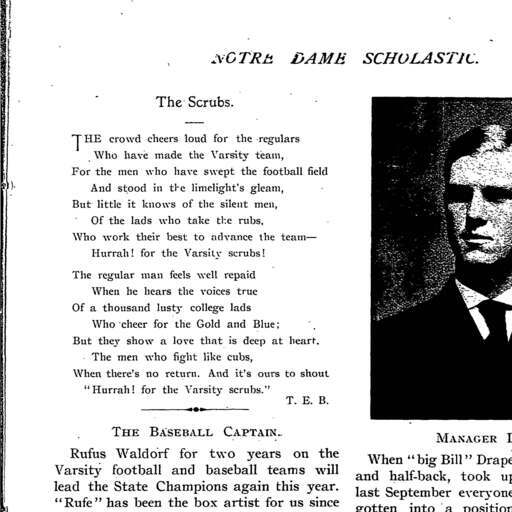 NOTRE DAME SCHOLASTIC.
The Scrubs.
THE crowd cheers loud for the regulars
Who have made the Varsity team,
For the men who have swept the football field
And stood in the limelight's gleam,
But little it knows of the silent men,
Of the lads who take the rubs,
Who work their best to advance the team—
Hurrah! for the Varsity scrubs!
The regular man feels well repaid
When he hears the voices true
Of a thousand lusty college lads
Who cheer for the Gold and Blue;
But they show a love that is deep at heart,
The men who fight like cubs,
When there's no return. And it's ours to shout
"Hurrah! for the Varsity scrubs."
T. E. B.
THE BASEBALL CAPTAIN.
Rufus Waldorf for two years on the
Varsity football and baseball teams will
lead the State Champions again this year.
"Rufe" has been the box artist for us since
MANAGER
When "big Bill" Drape
and half-back, took up
last September everyone
gotten into a position